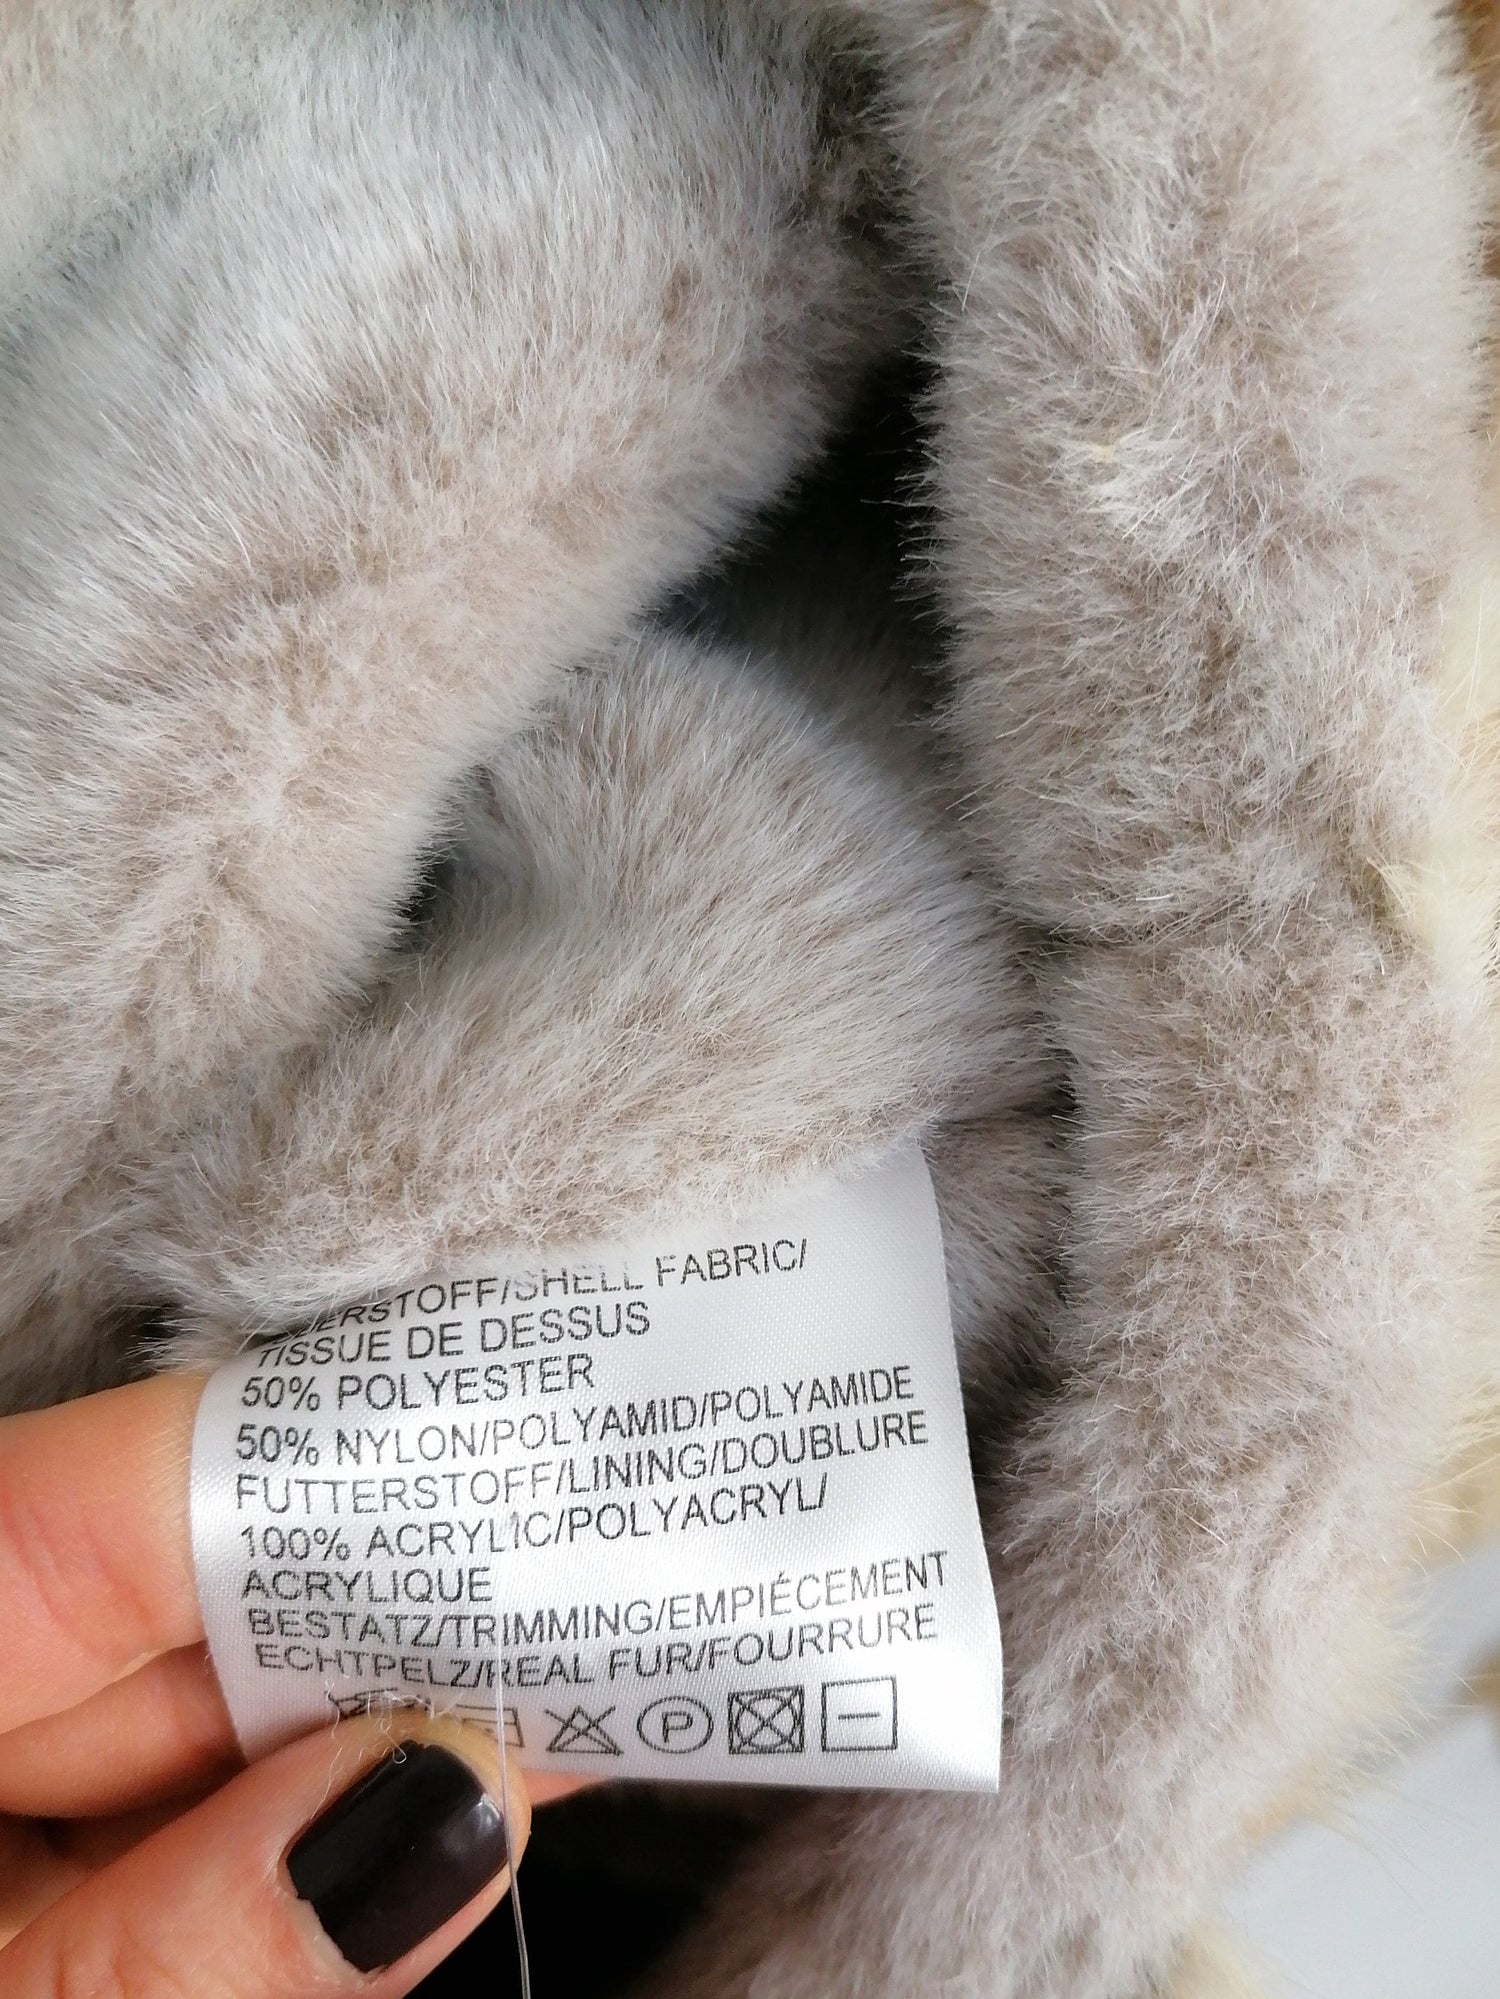 OBERSTOFF/SHELL FABRIC/
TISSUE DE DESSUS
50% POLYESTER
50% NYLON/POLYAMID/POLYAMIDE
FUTTERSTOFF/LINING/DOUBLURE
100% ACRYLIC/POLYACRYL/
ACRYLIQUE
BESTATZ/TRIMMING/EMPIÉCEMENT
ECHTPELZ/REAL FUR/FOURRURE
P